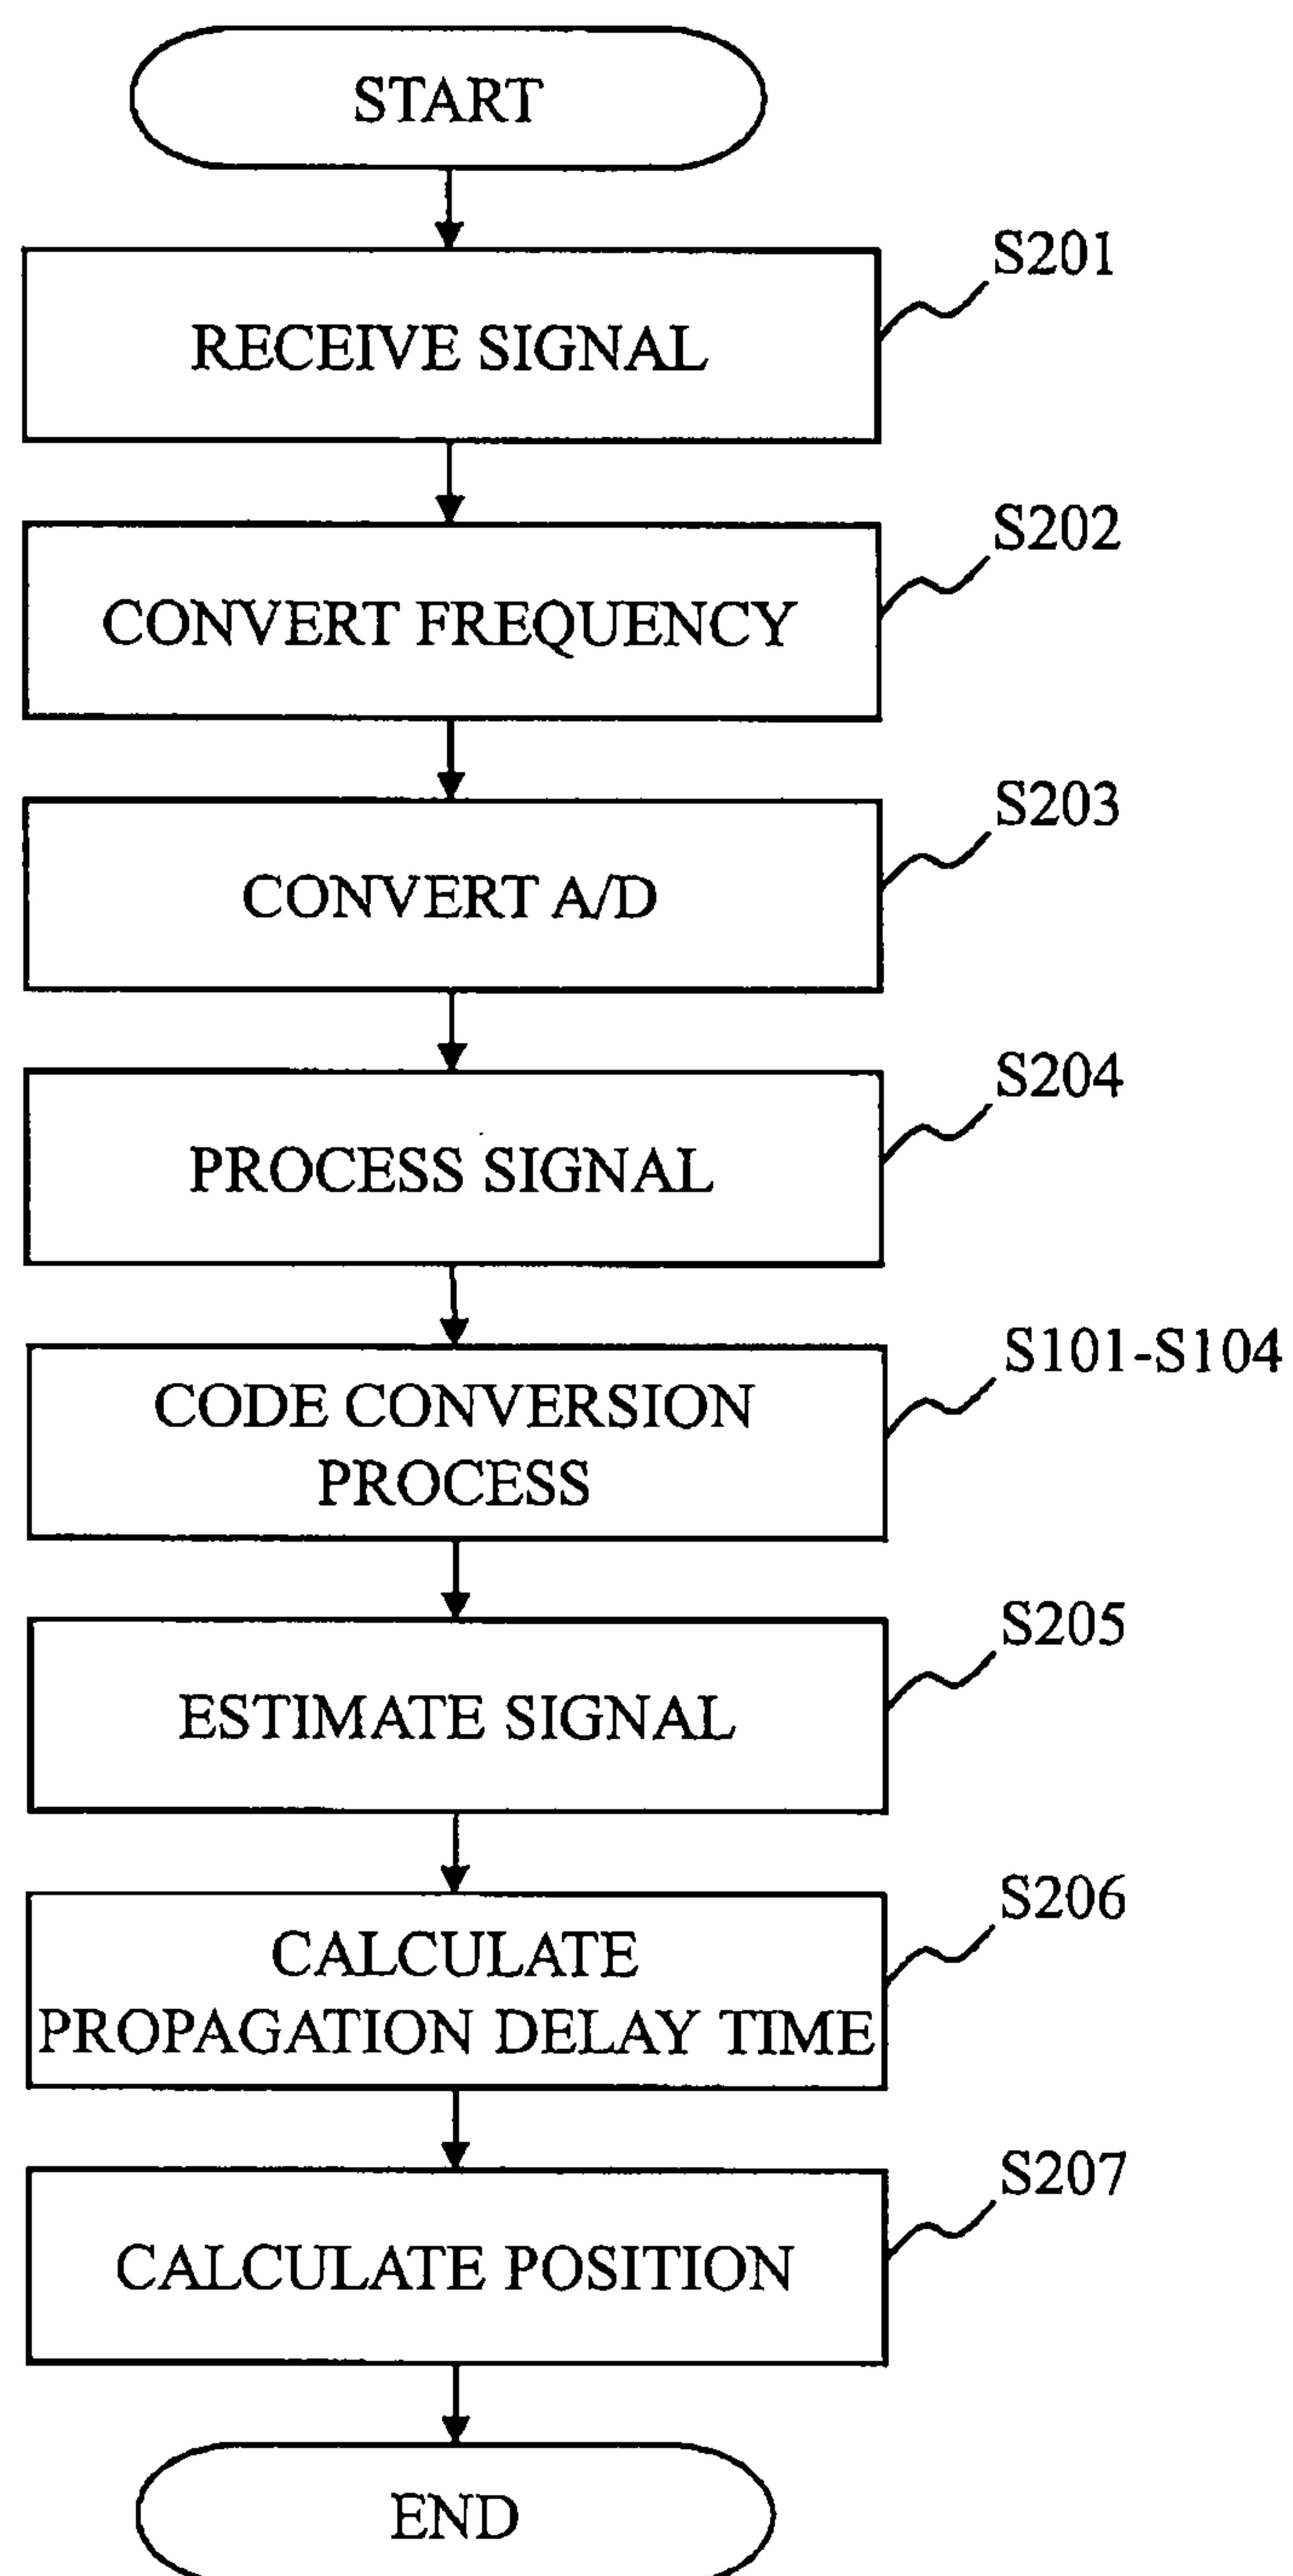 START
RECEIVE SIGNAL
S201
CONVERT FREQUENCY
S202
CONVERT A/D
S203
PROCESS SIGNAL
S204
CODE CONVERSION
PROCESS
S101-S104
ESTIMATE SIGNAL
S205
CALCULATE
PROPAGATION DELAY TIME
S206
CALCULATE POSITION
S207
END